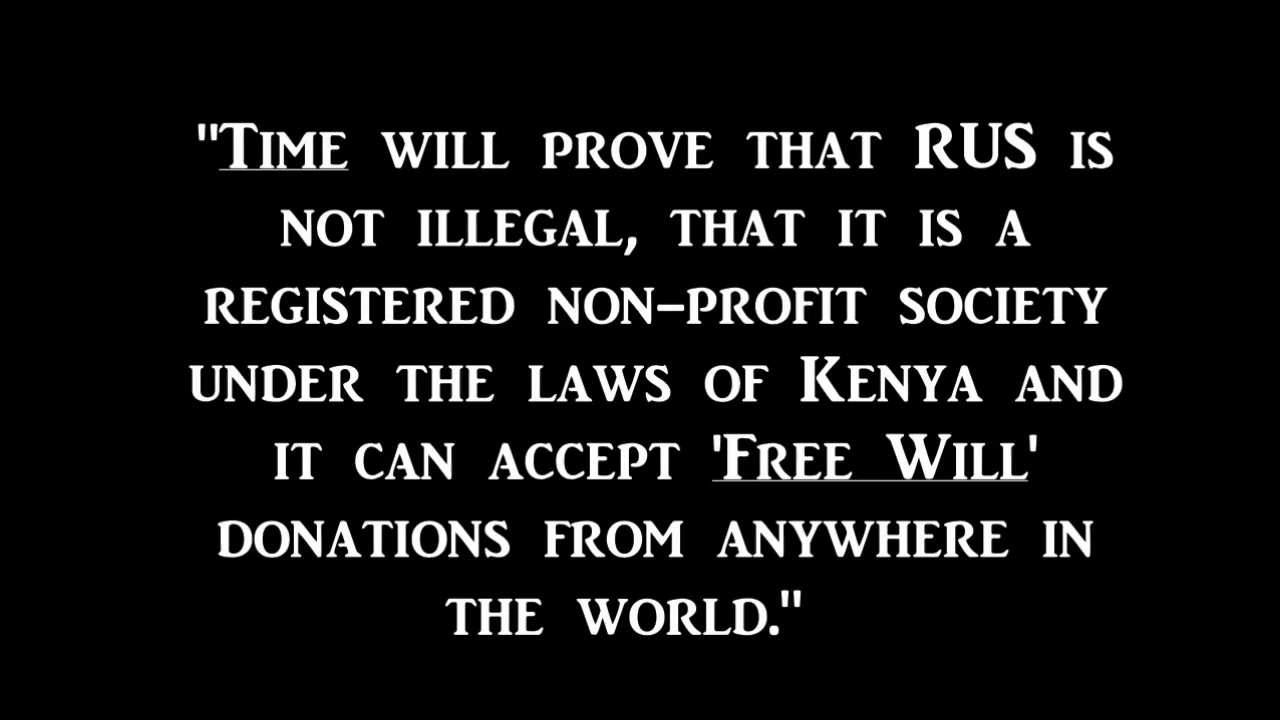 "Time will prove that RUS is
not illegal, that it is a
registered non-profit society
under the laws of Kenya and
it can accept 'Free Will'
donations from anywhere in
the world."